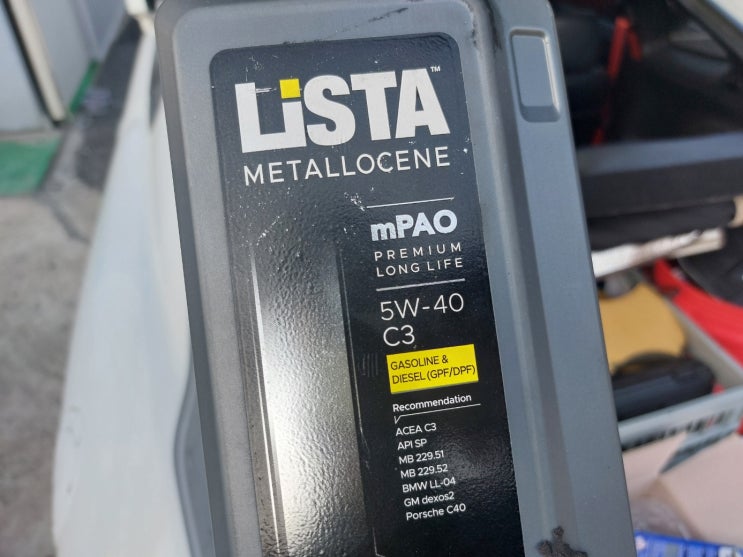 LiSTA™
METALLOCENE
mPAO
PREMIUM
LONG LIFE
5W-40
C3
GASOLINE &
DIESEL (GPF/DPF)
Recommendation
ACEA C3
API SP
MB 229.51
MB 229.52
BMW LL-04
GM dexos2
Porsche C40